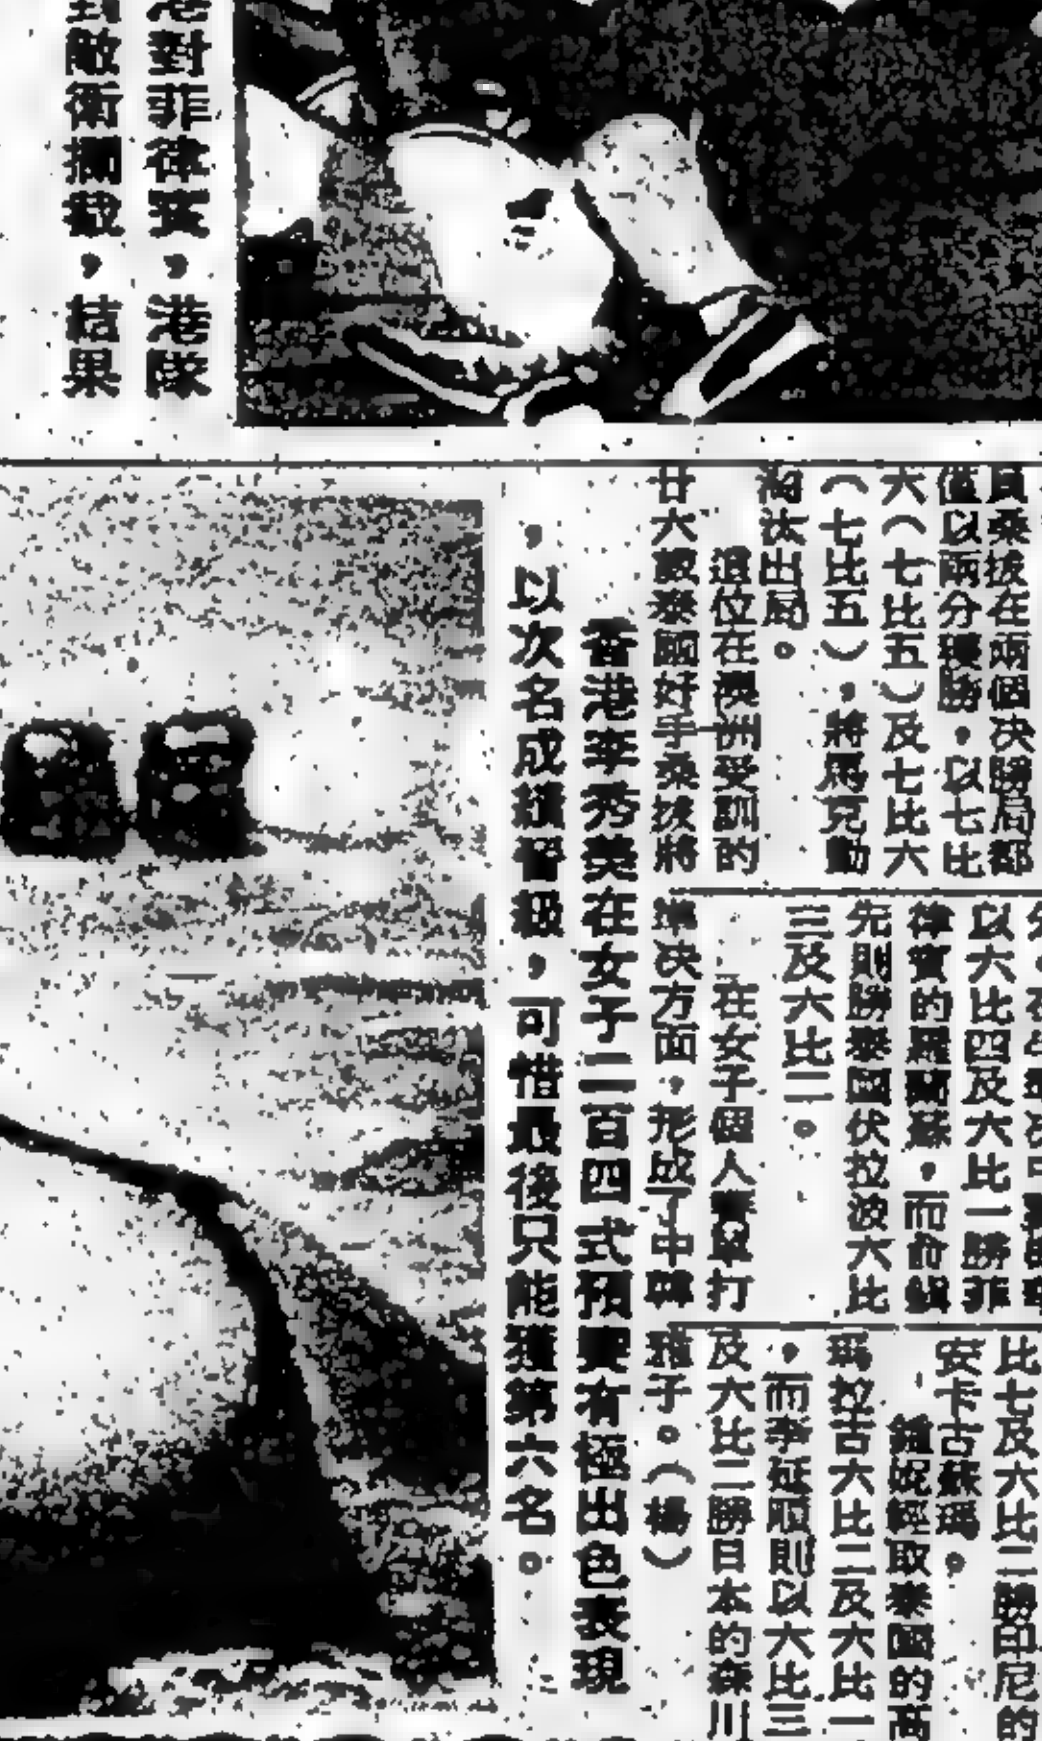 港對菲律賓，港隊
敵衛攔截，結果
員桑拔在兩個決勝局都
僅以兩分獲勝，以七比
六（七比五）及七比六
（七比五），將馬克勳
淘汰出局。
這位在澳洲受訓的
廿六歲泰國好手桑拔將
以六比四及六比一勝菲
律賓的羅蘭蘇，而俞
先則勝泰國伏拉波六比
三及六比二。
在女子個人賽單打
準決方面，形成了中韓
比七及六比二勝印尼的
安卡古蘇瑪。
鍾妮輕取泰國的高
瑪拉古六比二及六比一
，而李延順則以六比三
及六比二勝日本的森川
子。（楊）
香港李秀美在女子二百四式預賽有極出色表現
，以次名成績晉級，可惜最後只能獲第六名。